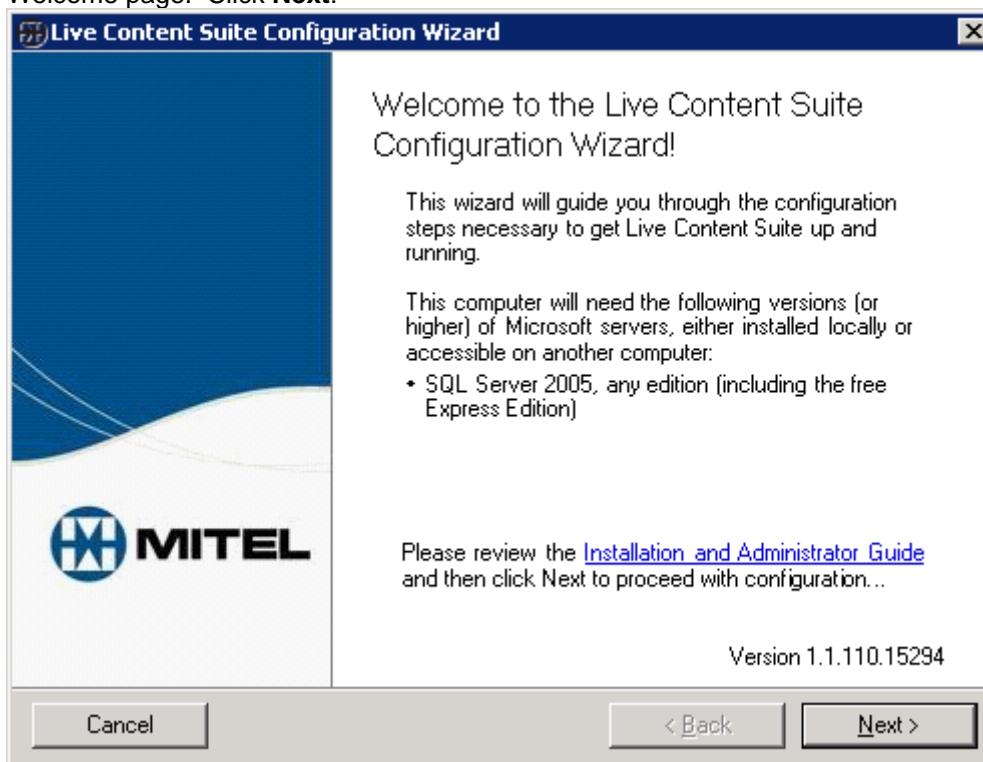 Welcome page. Click Next.
Live Content Suite Configuration Wizard
Welcome to the Live Content Suite
Configuration Wizard!
This wizard will guide you through the configuration
steps necessary to get Live Content Suite up and
running.
This computer will need the following versions (or
higher) of Microsoft servers, either installed locally or
accessible on another computer:
• SQL Server 2005, any edition (including the free
Express Edition)
MITEL
Please review the Installation and Administrator Guide
and then click Next to proceed with configuration...
Version 1.1.110.15294
Cancel
< Back
Next >